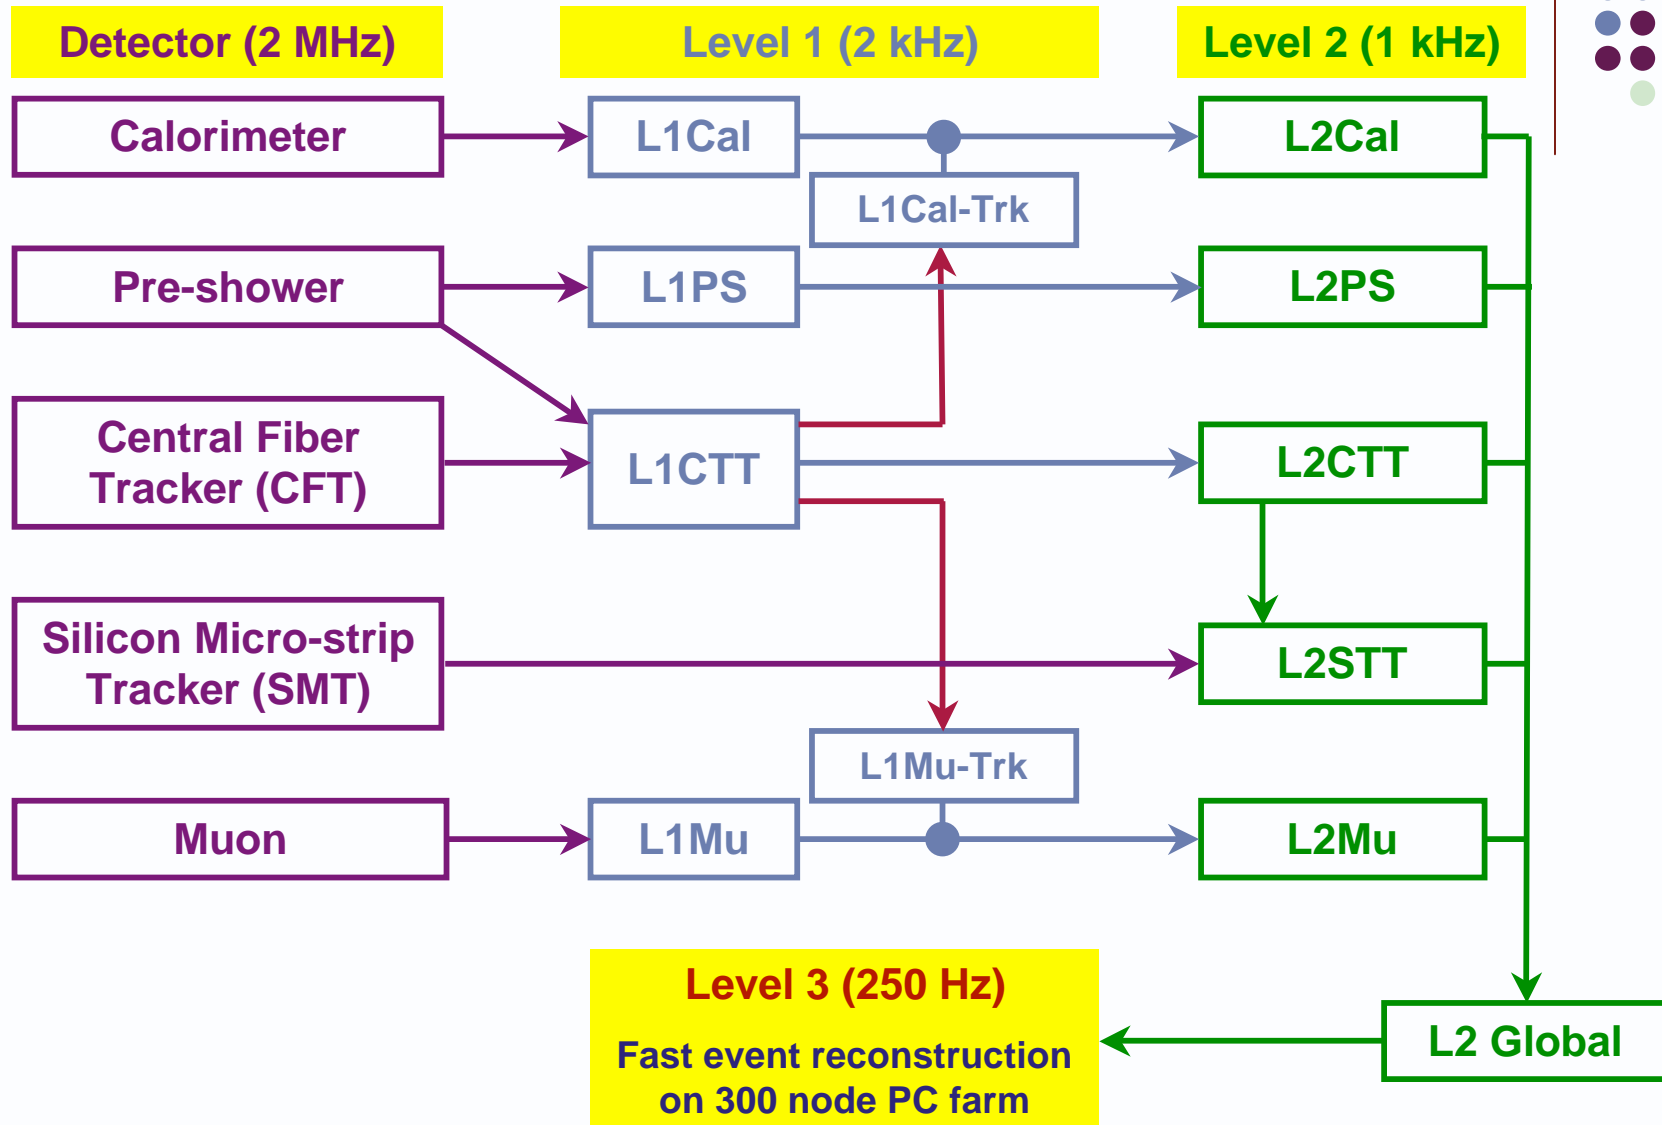 Detector (2 MHz)
Level 1 (2 kHz)
Level 2 (1 kHz)
Calorimeter
L1Cal
L2Cal
L1Cal-Trk
Pre-shower
L1PS
L2PS
Central Fiber
Tracker (CFT)
L1CTT
L2CTT
Silicon Micro-strip
Tracker (SMT)
L2STT
L1Mu-Trk
Muon
L1Mu
L2Mu
Level 3 (250 Hz)
Fast event reconstruction
on 300 node PC farm
L2 Global